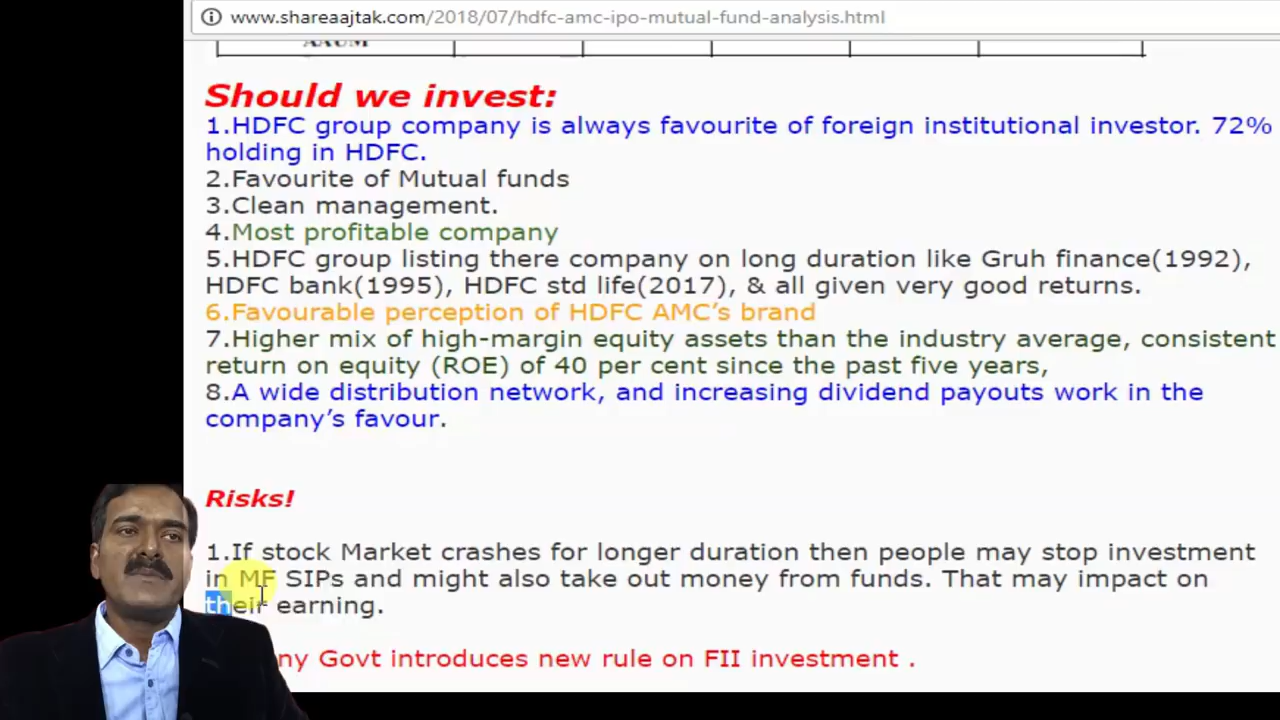 www.shareaajtak.com/2018/07/hdfc-amc-ipo-mutual-fund-analysis.html
AAUM
Should we invest:
1.HDFC group company is always favourite of foreign institutional investor. 72%
holding in HDFC.
2.Favourite of Mutual funds
3.Clean management.
4.Most profitable company
5.HDFC group listing there company on long duration like Gruh finance(1992),
HDFC bank(1995), HDFC std life(2017), & all given very good returns.
6.Favourable perception of HDFC AMC’s brand
7.Higher mix of high-margin equity assets than the industry average, consistent
return on equity (ROE) of 40 per cent since the past five years,
8.A wide distribution network, and increasing dividend payouts work in the
company’s favour.
Risks!
1.If stock Market crashes for longer duration then people may stop investment
in MF SIPs and might also take out money from funds. That may impact on
their earning.
ny Govt introduces new rule on FII investment .